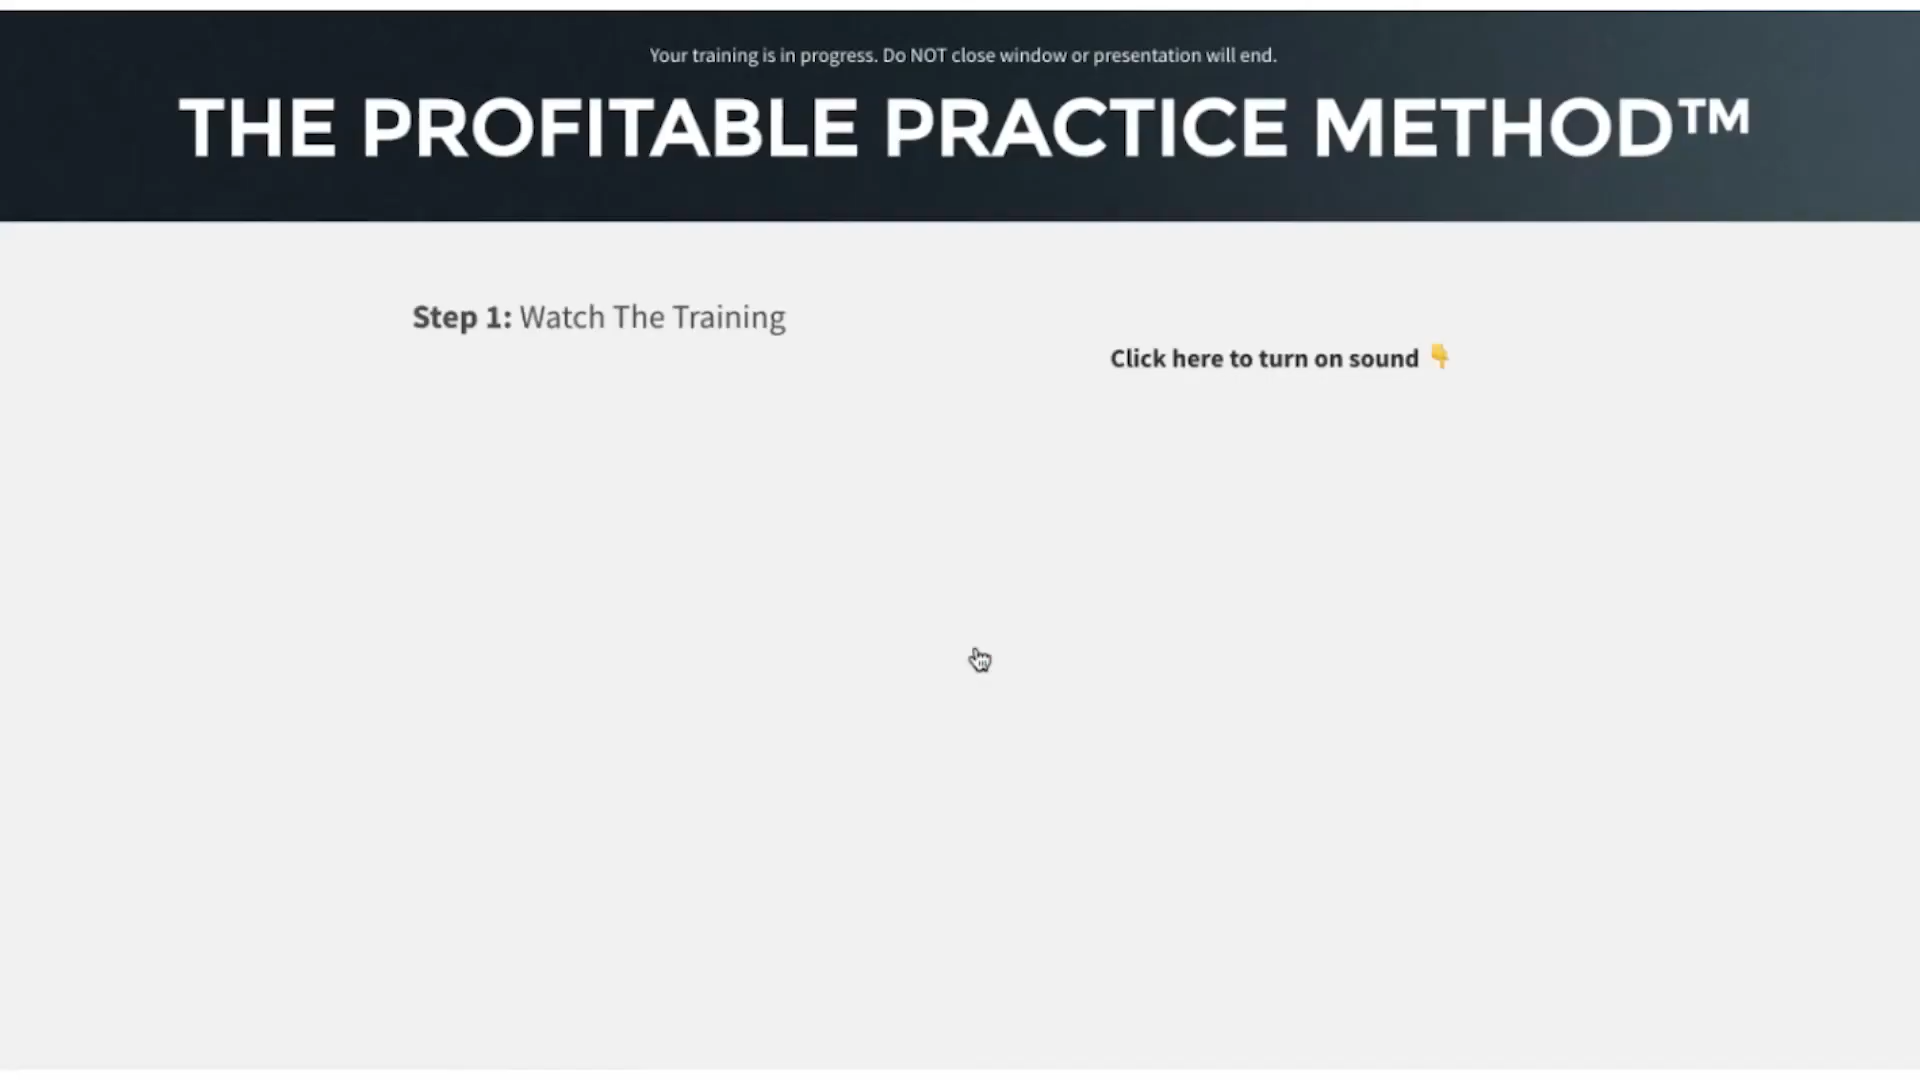 Your training is in progress. Do NOT close window or presentation will end.
THE PROFITABLE PRACTICE METHOD™
Step 1: Watch The Training
Click here to turn on sound 👇